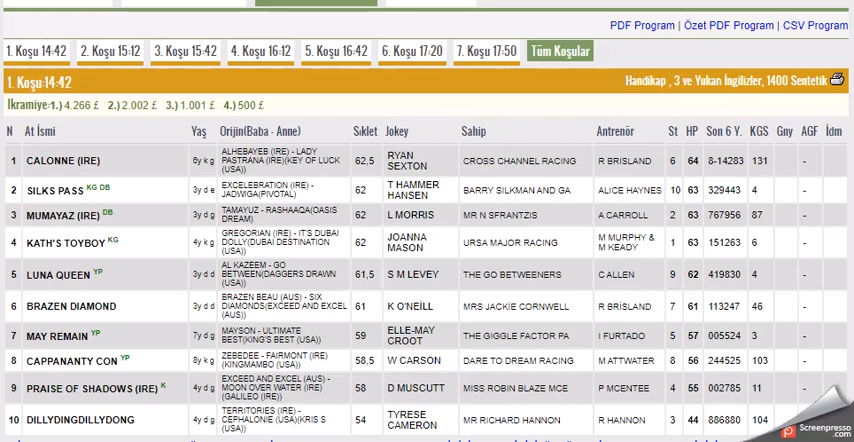 PDF Program | Özet PDF Program | CSV Program
1. Koşu 14:42 2. Koşu 15:12 3. Koşu 15:42 4. Koşu 16:12 5. Koşu 16:42 6. Koşu 17:20 7. Koşu 17:50 Tüm Koşular
1. Koşu:14:42 Handikap , 3 ve Yukarı İngilizler, 1400 Sentetik
İkramiye:1.) 4.266 £ 2.) 2.002 £ 3.) 1.001 £ 4.) 500 £
N At İsmi Yaş Orijin(Baba - Anne) Sıklet Jokey Sahip Antrenör St HP Son 6 Y. KGS Gny AGF İdm
1 CALONNE (IRE) 6y k g ALHEBAYEB (IRE) - LADY PASTRANA (IRE)(KEY OF LUCK (USA)) 62,5 RYAN SEXTON CROSS CHANNEL RACING R BRISLAND 6 64 8-14283 131 -
2 SILKS PASS KG DB 3y d e EXCELEBRATION (IRE) - JADWIGA(PIVOTAL) 62 T HAMMER HANSEN BARRY SILKMAN AND GA ALICE HAYNES 10 63 329443 4 -
3 MUMAYAZ (IRE) DB 3y d g TAMAYUZ - RASHAAQA(OASIS DREAM) 62 L MORRIS MR N SFRANTZIS A CARROLL 2 63 767956 87 -
4 KATH'S TOYBOY KG 4y k g GREGORIAN (IRE) - IT'S DUBAI DOLLY(DUBAI DESTINATION (USA)) 62 JOANNA MASON URSA MAJOR RACING M MURPHY & M KEADY 1 63 151263 6 -
5 LUNA QUEEN YP 3y d d AL KAZEEM - GO BETWEEN(DAGGERS DRAWN (USA)) 61,5 S M LEVEY THE GO BETWEENERS C ALLEN 9 62 419830 4 -
6 BRAZEN DIAMOND 3y d g BRAZEN BEAU (AUS) - SIX DIAMONDS(EXCEED AND EXCEL (AUS)) 61 K O'NEİLL MRS JACKİE CORNWELL R BRİSLAND 7 61 113247 46 -
7 MAY REMAIN YP 7y d g MAYSON - ULTIMATE BEST(KING'S BEST (USA)) 59 ELLE-MAY CROOT THE GIGGLE FACTOR PA I FURTADO 5 57 005524 3 -
8 CAPPANANTY CON YP 8y k g ZEBEDEE - FAIRMONT (IRE)(KINGMAMBO (USA)) 58,5 W CARSON DARE TO DREAM RACING M ATTWATER 8 56 244525 103 -
9 PRAISE OF SHADOWS (IRE) K 4y d g EXCEED AND EXCEL (AUS) - MOON OVER WATER (IRE)(GALILEO (IRE)) 58 D MUSCUTT MISS ROBIN BLAZE MCE P MCENTEE 4 55 002785 11 -
10 DILLYDINGDILLYDONG 4y d g TERRITORIES (IRE) - CEPHALONIE (USA)(KRIS S (USA)) 54 TYRESE CAMERON MR RICHARD HANNON R HANNON 3 44 886880 104 -
Screenpresso
.com